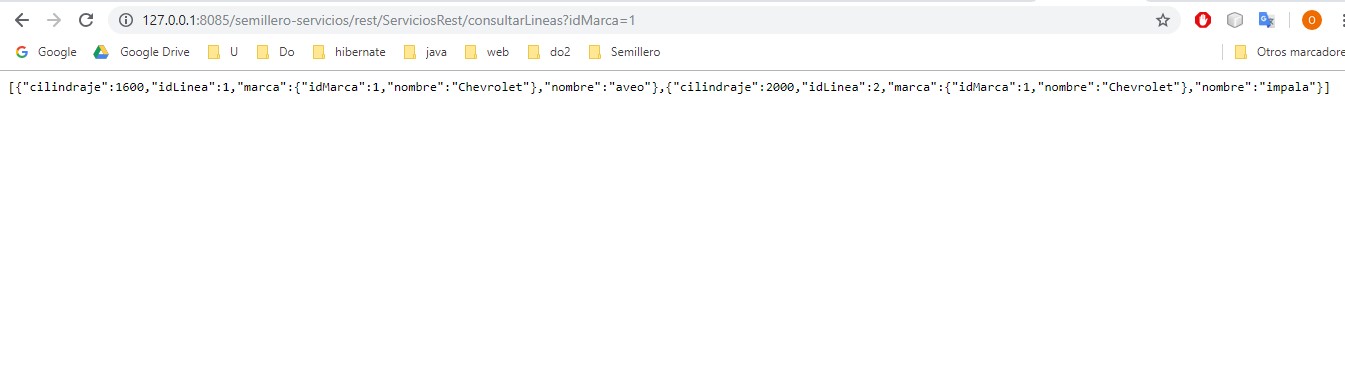 127.0.0.1:8085/semillero-servicios/rest/ServiciosRest/consultarLineas?idMarca=1
O
Google Google Drive U Do hibernate java web do2 Semillero Otros marcadore
[{"cilindraje":1600,"idLinea":1,"marca":{"idMarca":1,"nombre":"Chevrolet"},"nombre":"aveo"},{"cilindraje":2000,"idLinea":2,"marca":{"idMarca":1,"nombre":"Chevrolet"},"nombre":"impala"}]